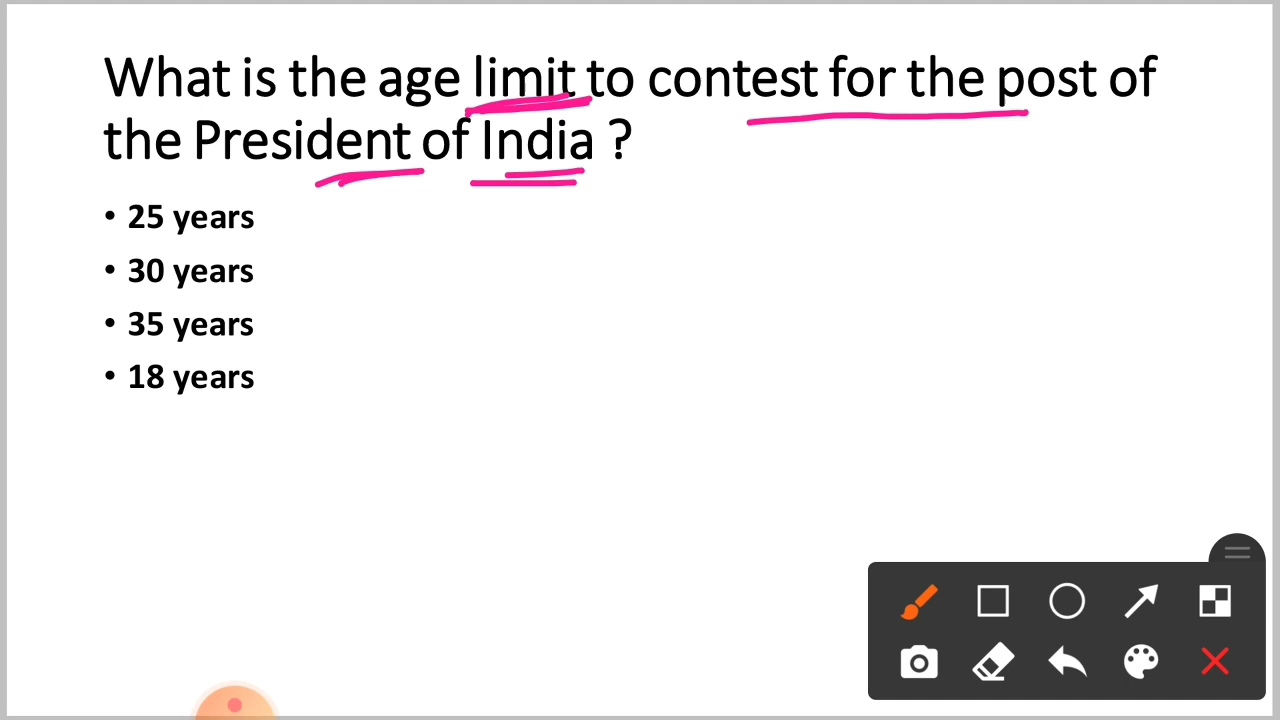 What is the age limit to contest for the post of
the President of India ?
• 25 years
• 30 years
• 35 years
• 18 years